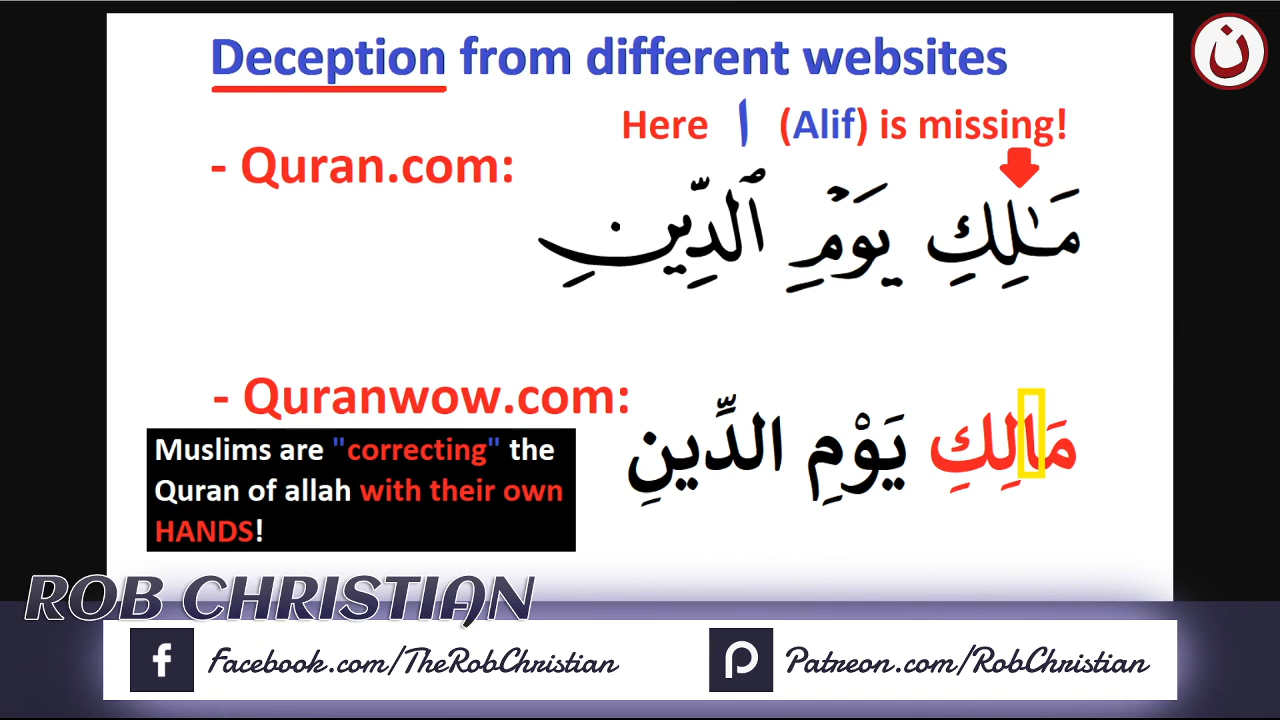 ن
Deception from different websites
Here ا (Alif) is missing!
- Quran.com:
مَـٰلِكِ يَوْمِ ٱلدِّينِ
- Quranwow.com:
مَالِكِ يَوْمِ الدِّينِ
Muslims are "correcting" the
Quran of allah with their own
HANDS!
ROB CHRISTIAN
Facebook.com/TheRobChristian
Patreon.com/RobChristian